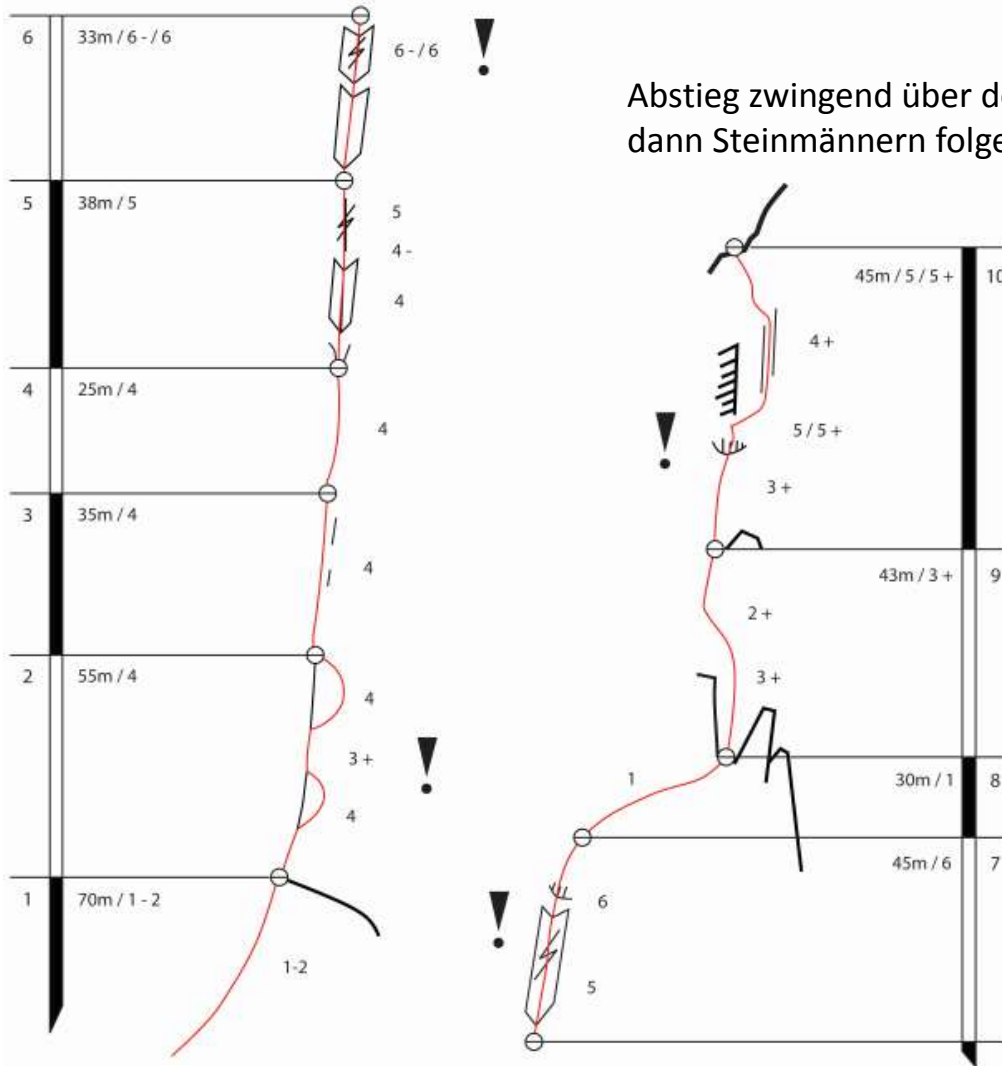 6 33m / 6 - / 6
6 - / 6
!
5 38m / 5
5
4 -
4
4 25m / 4
4
3 35m / 4
4
2 55m / 4
4
3 +
!
4
1 70m / 1 - 2
1-2
Abstieg zwingend über
dann Steinmännern
45m / 5 / 5 + 10
4 +
!
5 / 5 +
3 +
43m / 3 + 9
2 +
3 +
30m / 1 8
1
45m / 6 7
!
6
5